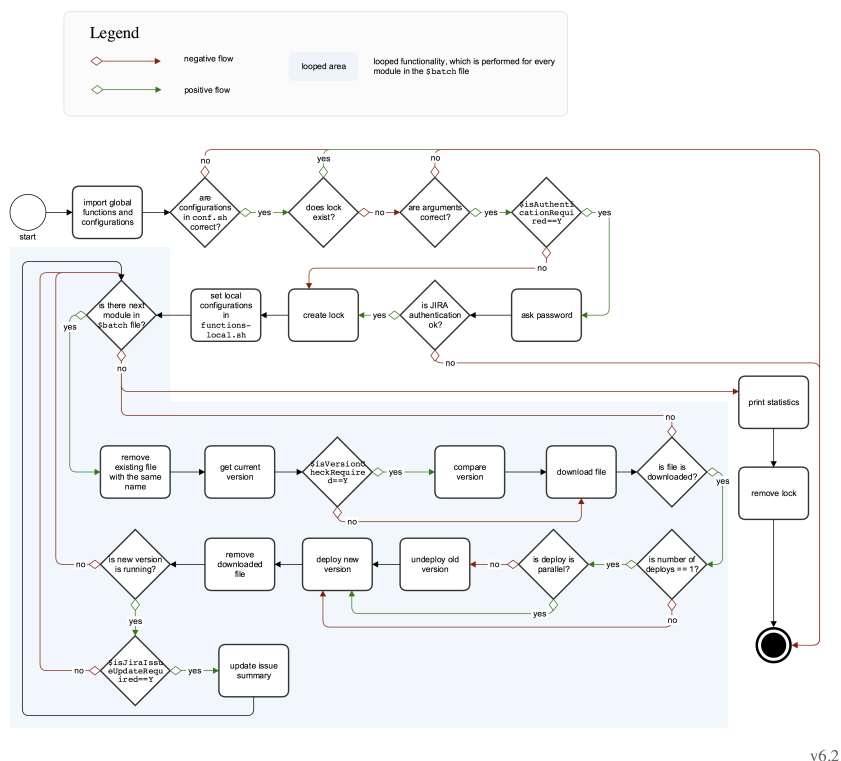 Legend
negative flow
positive flow
looped area
looped functionality, which is performed for every
module in the $batch file
no
yes
no
start
import global
functions and
configurations
are
configurations
in conf.sh
correct?
yes
does lock
exist?
no
are arguments
correct?
yes
$isAuthenti
cationRequi
red==Y
yes
no
is there next
module in
$batch file?
yes
no
set local
configurations
in
functions-
local.sh
create lock
yes
is JIRA
authentication
ok?
no
ask password
print statistics
no
remove
existing file
with the same
name
get current
version
$isVersionC
heckRequire
d==Y
yes
no
compare
version
download file
is file is
downloaded?
yes
remove lock
no
is new version
is running?
yes
remove
downloaded
file
deploy new
version
undeploy old
version
no
is deploy is
parallel?
yes
yes
is number of
deploys == 1?
no
no
$isJiraIssu
eUpdateRequ
ired==Y
yes
update issue
summary
v6.2